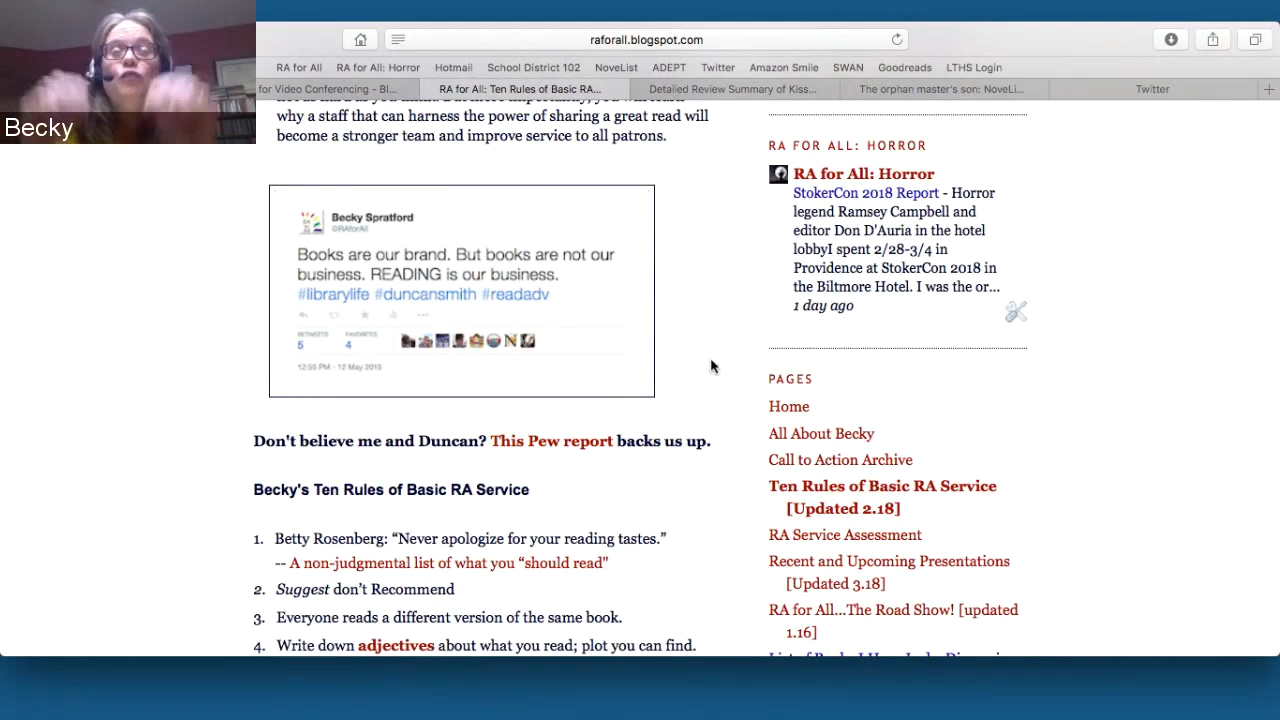 Becky
raforall.blogspot.com
RA for All
RA for All: Horror
Hotmail
School District 102
NoveList
ADEPT
Twitter
Amazon Smile
SWAN
Goodreads
LTHS Login
for Video Conferencing - Bl...
RA for All: Ten Rules of Basic RA...
Detailed Review Summary of Kiss...
The orphan master's son: NoveLi...
Twitter
why a staff that can harness the power of sharing a great read will
become a stronger team and improve service to all patrons.
Becky Spratford
@RAforAll
Books are our brand. But books are not our
business. READING is our business.
#librarylife #duncansmith #readadv
RETWEETS
5
FAVORITES
4
12:55 PM - 12 May 2015
Don't believe me and Duncan? This Pew report backs us up.
Becky's Ten Rules of Basic RA Service
1. Betty Rosenberg: “Never apologize for your reading tastes.”
-- A non-judgmental list of what you “should read"
2. Suggest don’t Recommend
3. Everyone reads a different version of the same book.
4. Write down adjectives about what you read; plot you can find.
RA FOR ALL: HORROR
RA for All: Horror
StokerCon 2018 Report - Horror
legend Ramsey Campbell and
editor Don D'Auria in the hotel
lobbyI spent 2/28-3/4 in
Providence at StokerCon 2018 in
the Biltmore Hotel. I was the or...
1 day ago
PAGES
Home
All About Becky
Call to Action Archive
Ten Rules of Basic RA Service
[Updated 2.18]
RA Service Assessment
Recent and Upcoming Presentations
[Updated 3.18]
RA for All...The Road Show! [updated
1.16]